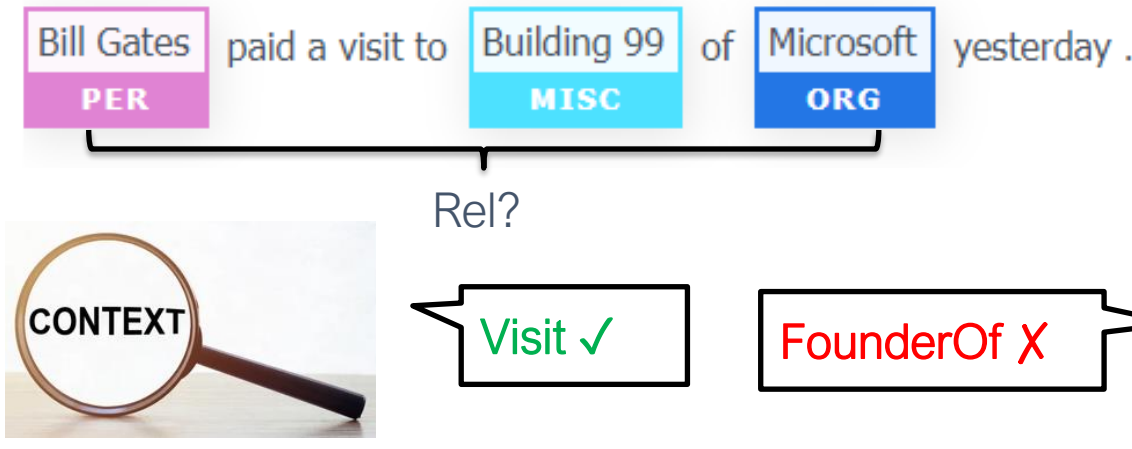 Bill Gates paid a visit to Building 99 of Microsoft yesterday .
PER MISC ORG
Rel?
CONTEXT
Visit ✓
FounderOf ✗